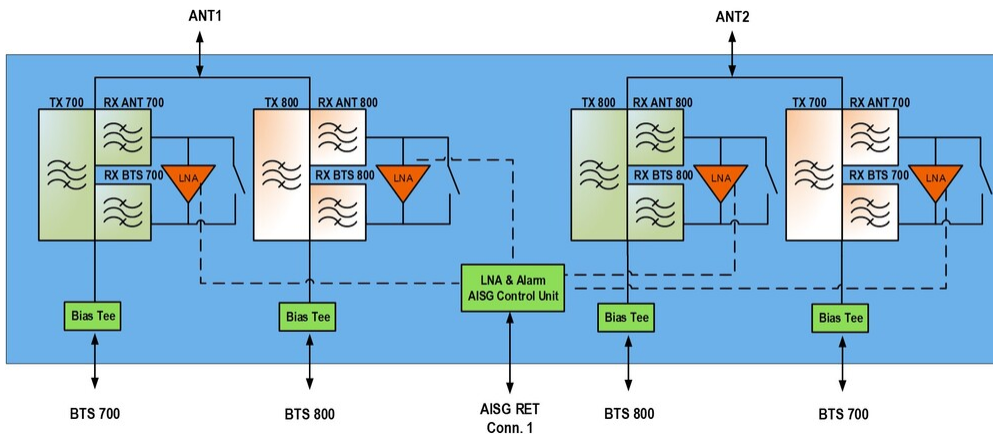 ANT1
ANT2
TX 700
RX ANT 700
TX 800
RX ANT 800
TX 800
RX ANT 800
TX 700
RX ANT 700
LNA
LNA
LNA
LNA
RX BTS 700
RX BTS 800
RX BTS 800
RX BTS 700
LNA & Alarm
AISG Control Unit
Bias Tee
Bias Tee
Bias Tee
Bias Tee
BTS 700
BTS 800
AISG RET
Conn. 1
BTS 800
BTS 700